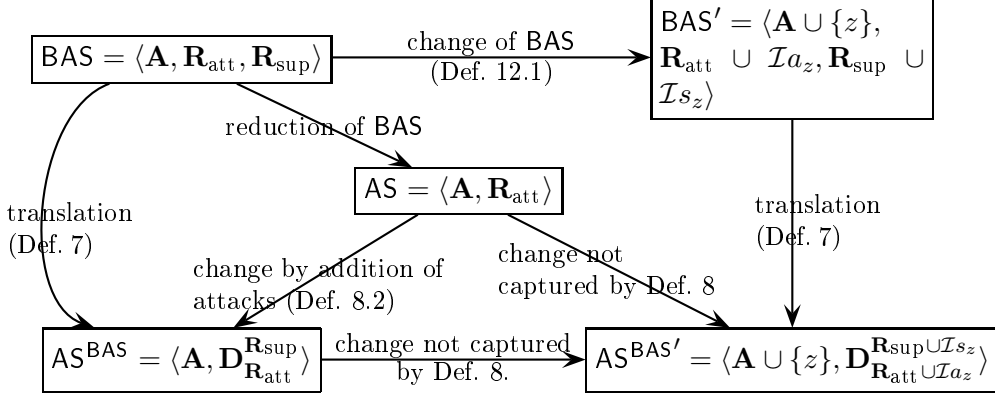 BAS = ⟨A, R_att, R_sup⟩
change of BAS
(Def. 12.1)
BAS′ = ⟨A ∪ {z},
R_att ∪ ℐa_z, R_sup ∪
ℐs_z⟩
reduction of BAS
AS = ⟨A, R_att⟩
translation
(Def. 7)
translation
(Def. 7)
change by addition of
attacks (Def. 8.2)
change not
captured by Def. 8
AS^BAS = ⟨A, D^{R_sup}_{R_att}⟩
change not captured
by Def. 8.
AS^{BAS′} = ⟨A ∪ {z}, D^{R_sup ∪ ℐs_z}_{R_att ∪ ℐa_z}⟩